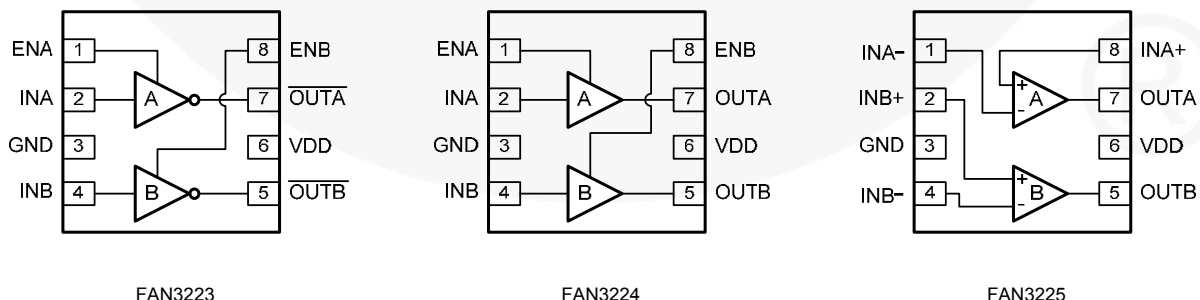 ENA 1 8 ENB
INA 2 A 7 OUTA
GND 3 6 VDD
INB 4 B 5 OUTB
FAN3223
ENA 1 8 ENB
INA 2 A 7 OUTA
GND 3 6 VDD
INB 4 B 5 OUTB
FAN3224
INA− 1 8 INA+
INB+ 2 + A - 7 OUTA
GND 3 6 VDD
INB− 4 + B - 5 OUTB
FAN3225
®